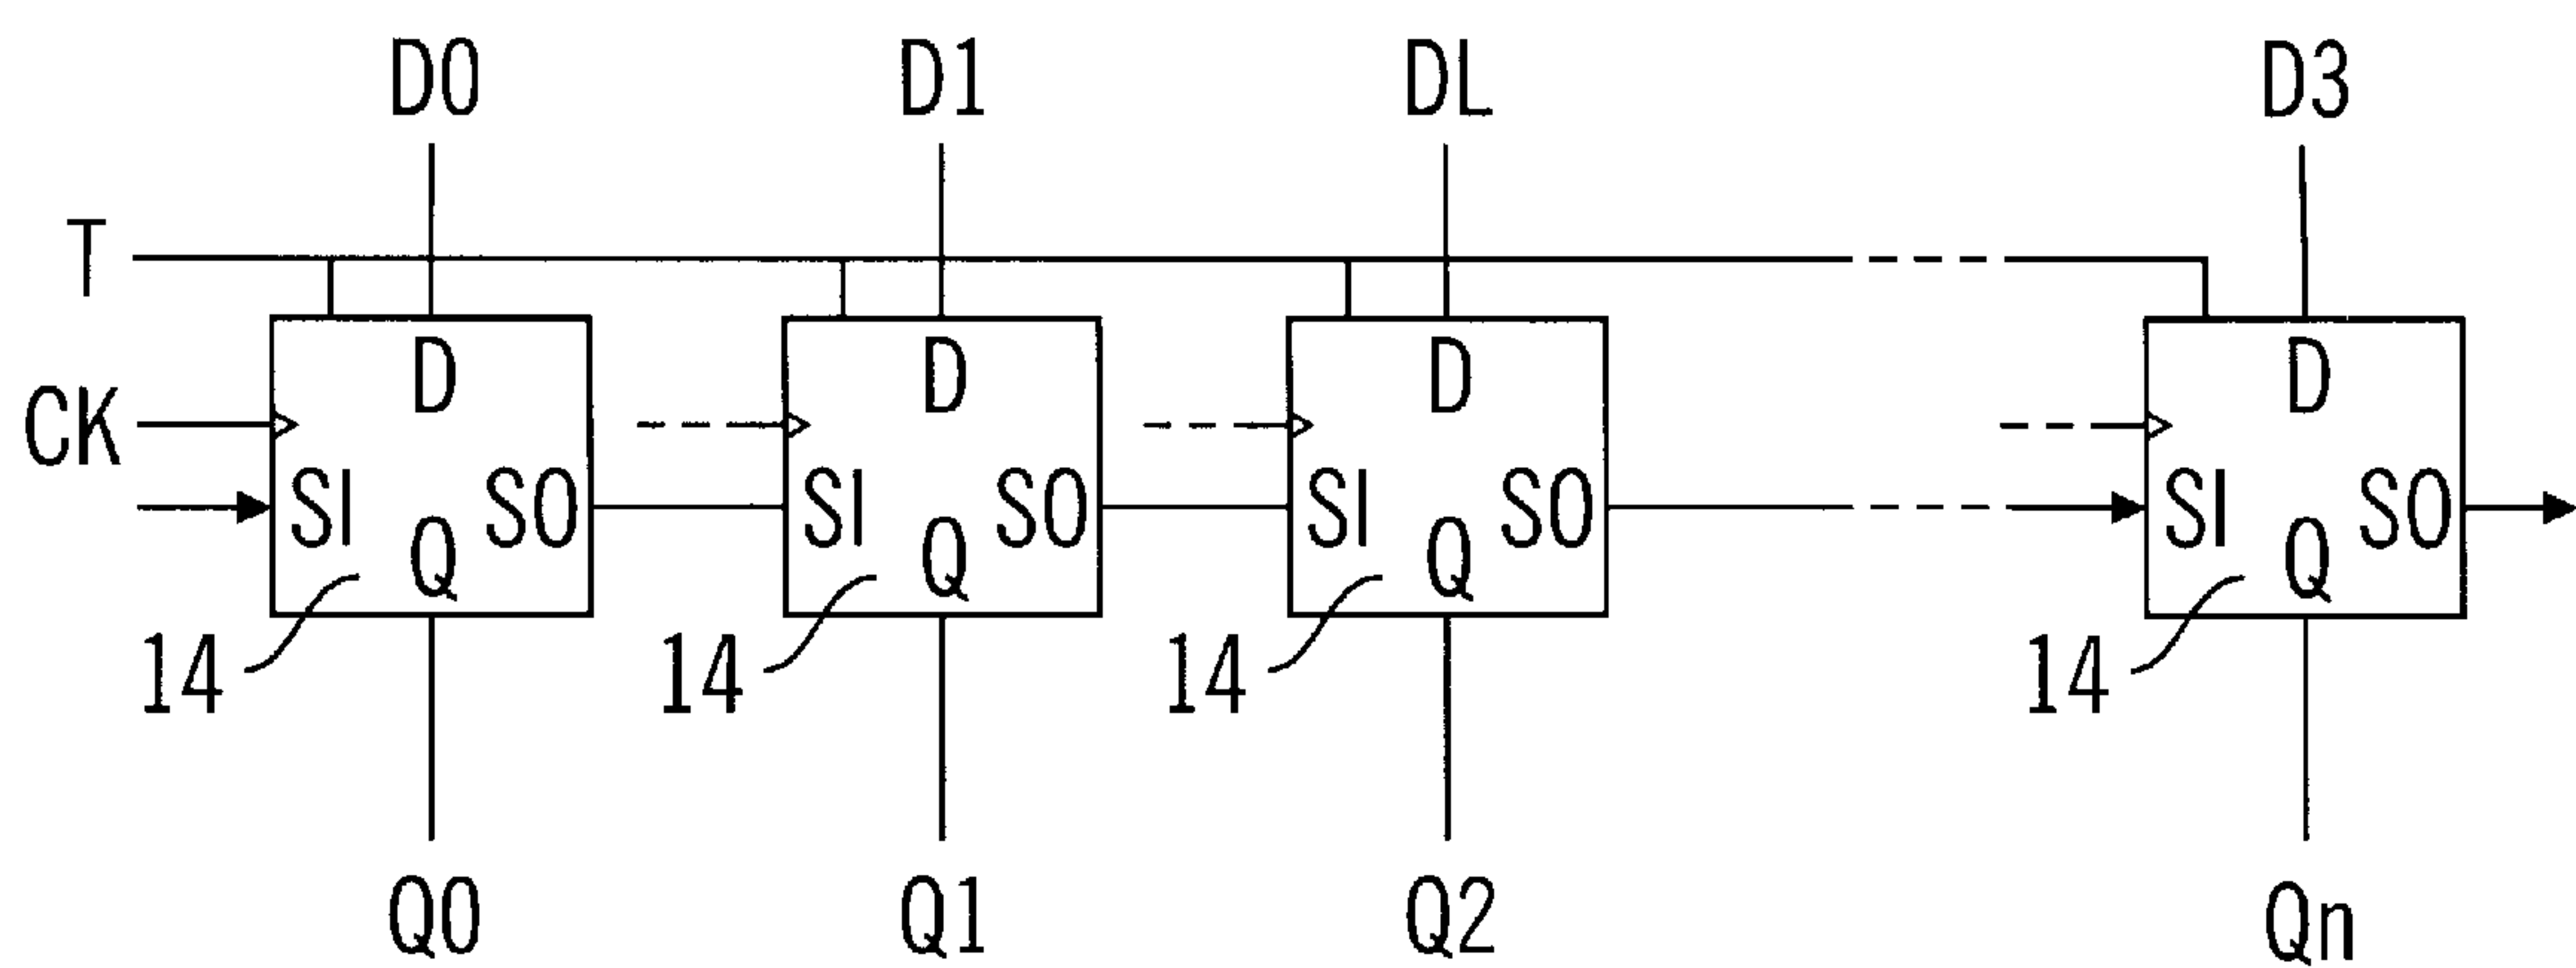 D0 D1 DL D3
T
D D D D
CK
SI SO SI SO SI SO SI SO
Q Q Q Q
14 14 14 14
Q0 Q1 Q2 Qn